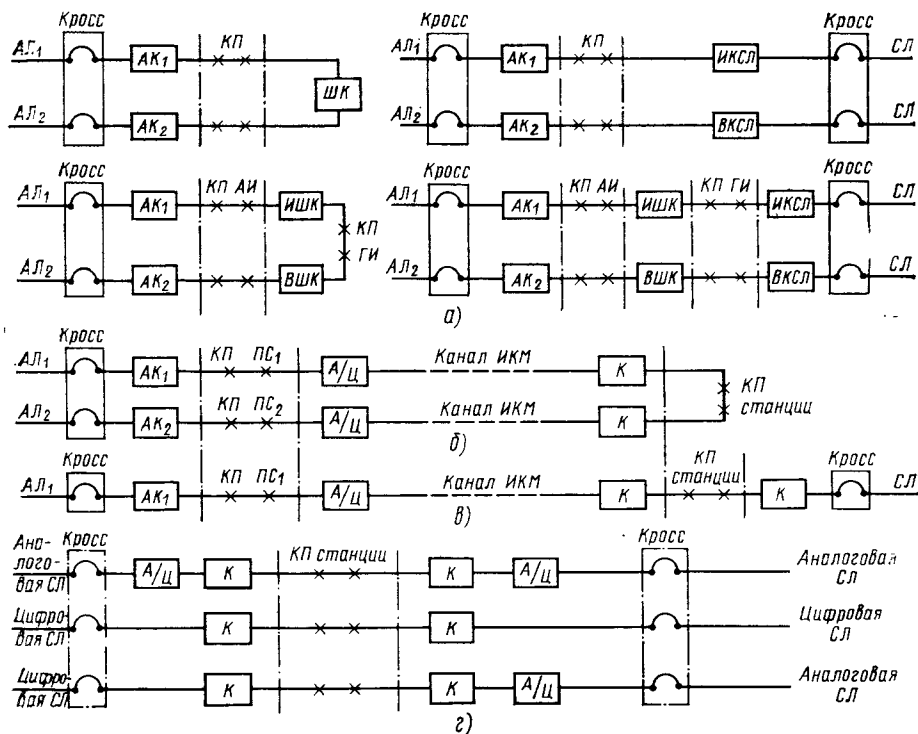 Кросс КП
АЛ₁ АК₁
ШК
АЛ₂ АК₂
Кросс КП Кросс
АЛ₁ АК₁ ИКСЛ СЛ
АЛ₂ АК₂ ВКСЛ СЛ
Кросс КП АИ
АЛ₁ АК₁ ИШК
КП
ГИ
АЛ₂ АК₂ ВШК
Кросс КП АИ КП ГИ Кросс
АЛ₁ АК₁ ИШК ИКСЛ СЛ
АЛ₂ АК₂ ВШК ВКСЛ СЛ
а)
Кросс
АЛ₁ АК₁ КП ПС₁ А/Ц Канал ИКМ К
КП
станции
АЛ₂ АК₂ КП ПС₂ А/Ц Канал ИКМ К
б)
Кросс КП станции Кросс
АЛ₁ АК₁ КП ПС₁ А/Ц Канал ИКМ К К СЛ
в)
Кросс КП станции Кросс
Ана-
лого-
вая СЛ А/Ц К К А/Ц Аналоговая
СЛ
Цифро-
вая СЛ К К Цифровая
СЛ
Цифро-
вая СЛ К К А/Ц Аналоговая
СЛ
г)